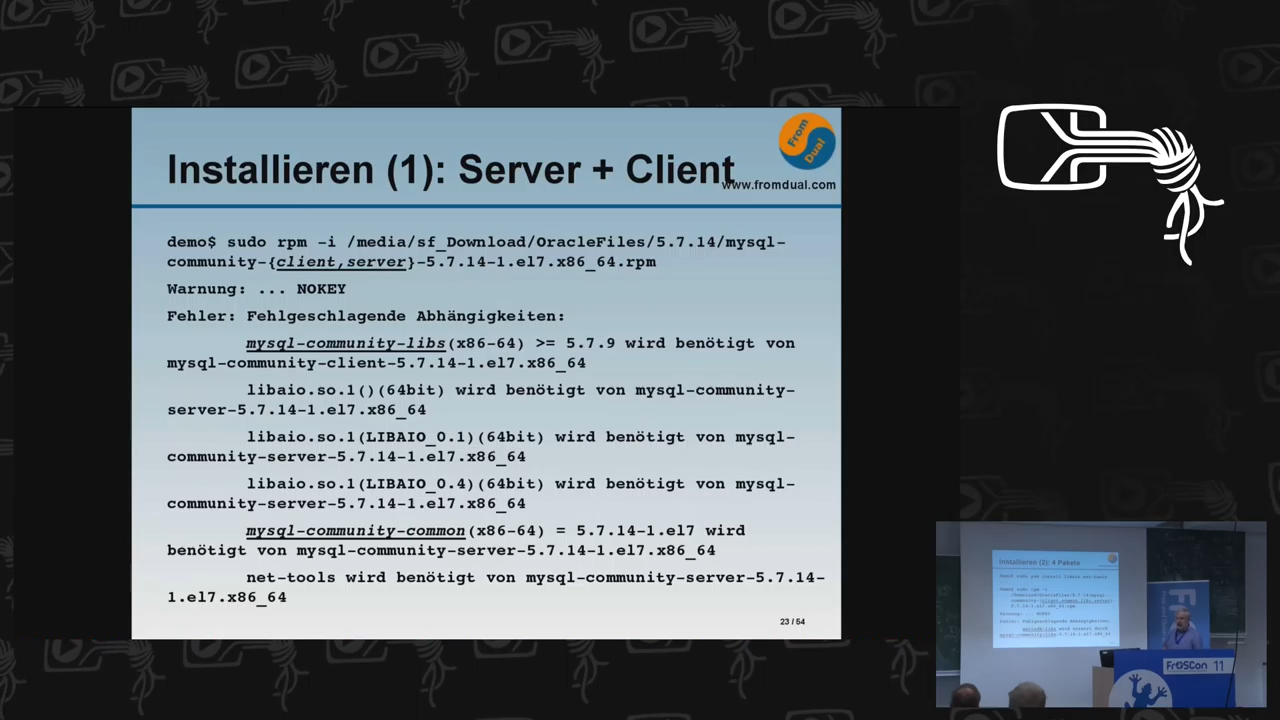 Installieren (1): Server + Client
From
Dual
www.fromdual.com
demo$ sudo rpm -i /media/sf_Download/OracleFiles/5.7.14/mysql-
community-{client,server}-5.7.14-1.el7.x86_64.rpm
Warnung: ... NOKEY
Fehler: Fehlgeschlagende Abhängigkeiten:
mysql-community-libs(x86-64) >= 5.7.9 wird benötigt von
mysql-community-client-5.7.14-1.el7.x86_64
libaio.so.1()(64bit) wird benötigt von mysql-community-
server-5.7.14-1.el7.x86_64
libaio.so.1(LIBAIO_0.1)(64bit) wird benötigt von mysql-
community-server-5.7.14-1.el7.x86_64
libaio.so.1(LIBAIO_0.4)(64bit) wird benötigt von mysql-
community-server-5.7.14-1.el7.x86_64
mysql-community-common(x86-64) = 5.7.14-1.el7 wird
benötigt von mysql-community-server-5.7.14-1.el7.x86_64
net-tools wird benötigt von mysql-community-server-5.7.14-
1.el7.x86_64
23 / 54
Installieren (2): 4 Pakete
FrOSCon 11